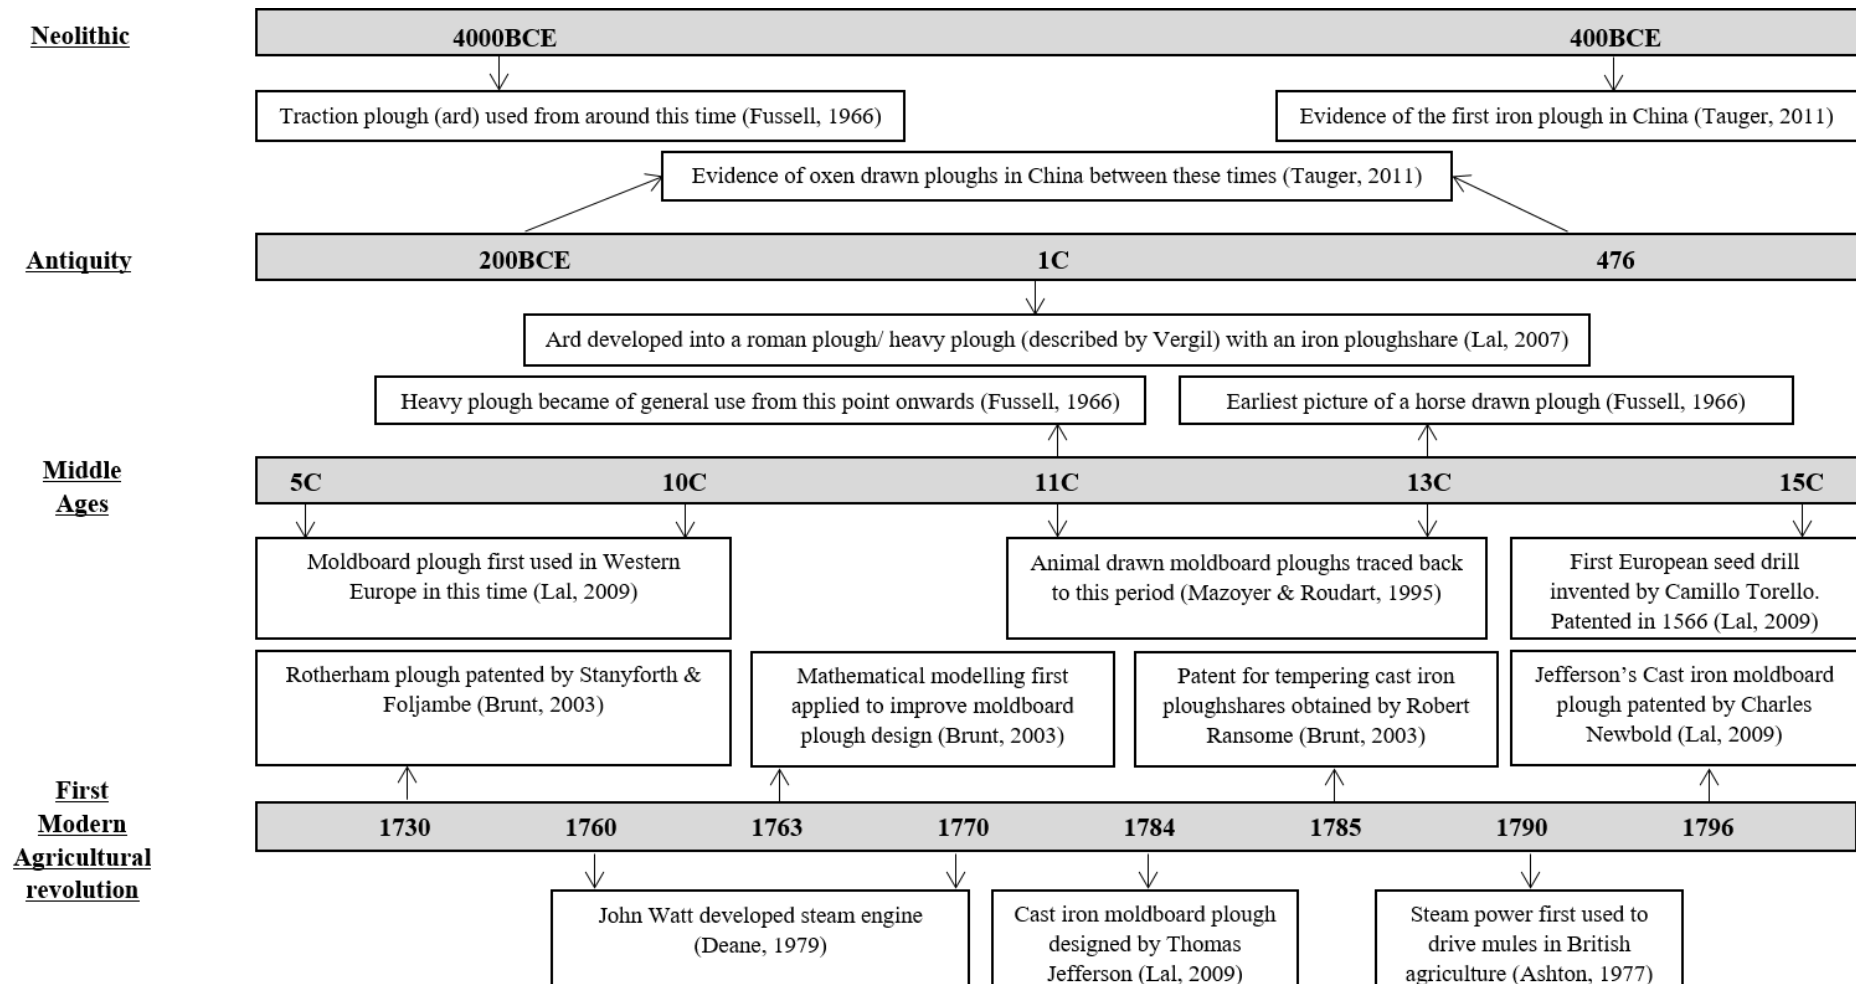 Neolithic
4000BCE
400BCE
Traction plough (ard) used from around this time (Fussell, 1966)
Evidence of the first iron plough in China (Tauger, 2011)
Evidence of oxen drawn ploughs in China between these times (Tauger, 2011)
Antiquity
200BCE
1C
476
Ard developed into a roman plough/ heavy plough (described by Vergil) with an iron ploughshare (Lal, 2007)
Heavy plough became of general use from this point onwards (Fussell, 1966)
Earliest picture of a horse drawn plough (Fussell, 1966)
Middle
Ages
5C
10C
11C
13C
15C
Moldboard plough first used in Western
Europe in this time (Lal, 2009)
Animal drawn moldboard ploughs traced back
to this period (Mazoyer & Roudart, 1995)
First European seed drill
invented by Camillo Torello.
Patented in 1566 (Lal, 2009)
Rotherham plough patented by Stanyforth &
Foljambe (Brunt, 2003)
Mathematical modelling first
applied to improve moldboard
plough design (Brunt, 2003)
Patent for tempering cast iron
ploughshares obtained by Robert
Ransome (Brunt, 2003)
Jefferson’s Cast iron moldboard
plough patented by Charles
Newbold (Lal, 2009)
First
Modern
Agricultural
revolution
1730
1760
1763
1770
1784
1785
1790
1796
John Watt developed steam engine
(Deane, 1979)
Cast iron moldboard plough
designed by Thomas
Jefferson (Lal, 2009)
Steam power first used to
drive mules in British
agriculture (Ashton, 1977)